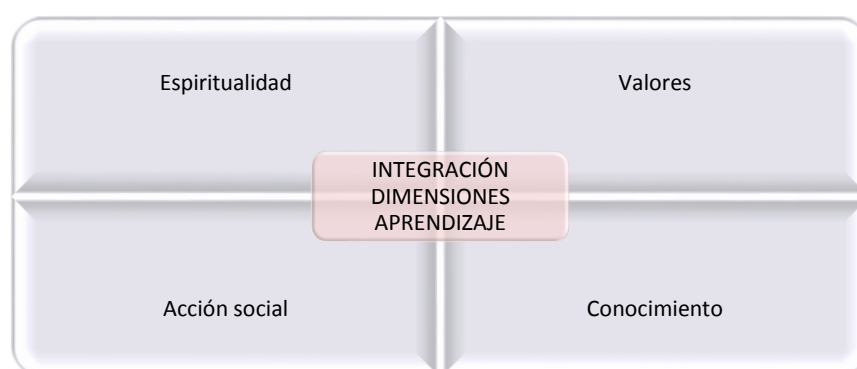 Espiritualidad
Valores
INTEGRACIÓN
DIMENSIONES
APRENDIZAJE
Acción social
Conocimiento